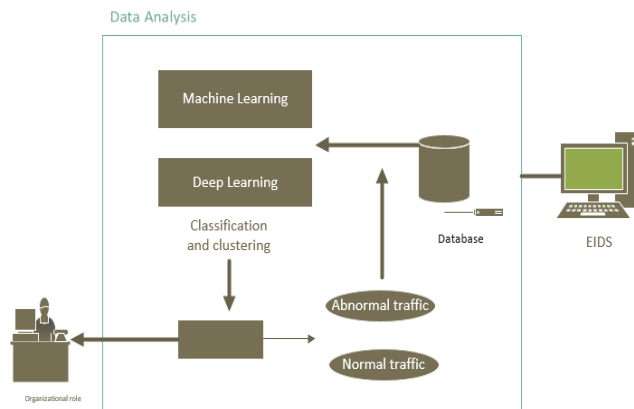 Data Analysis
Machine Learning
Deep Learning
Classification
and clustering
Database
EIDS
Abnormal traffic
Normal traffic
Organizational role